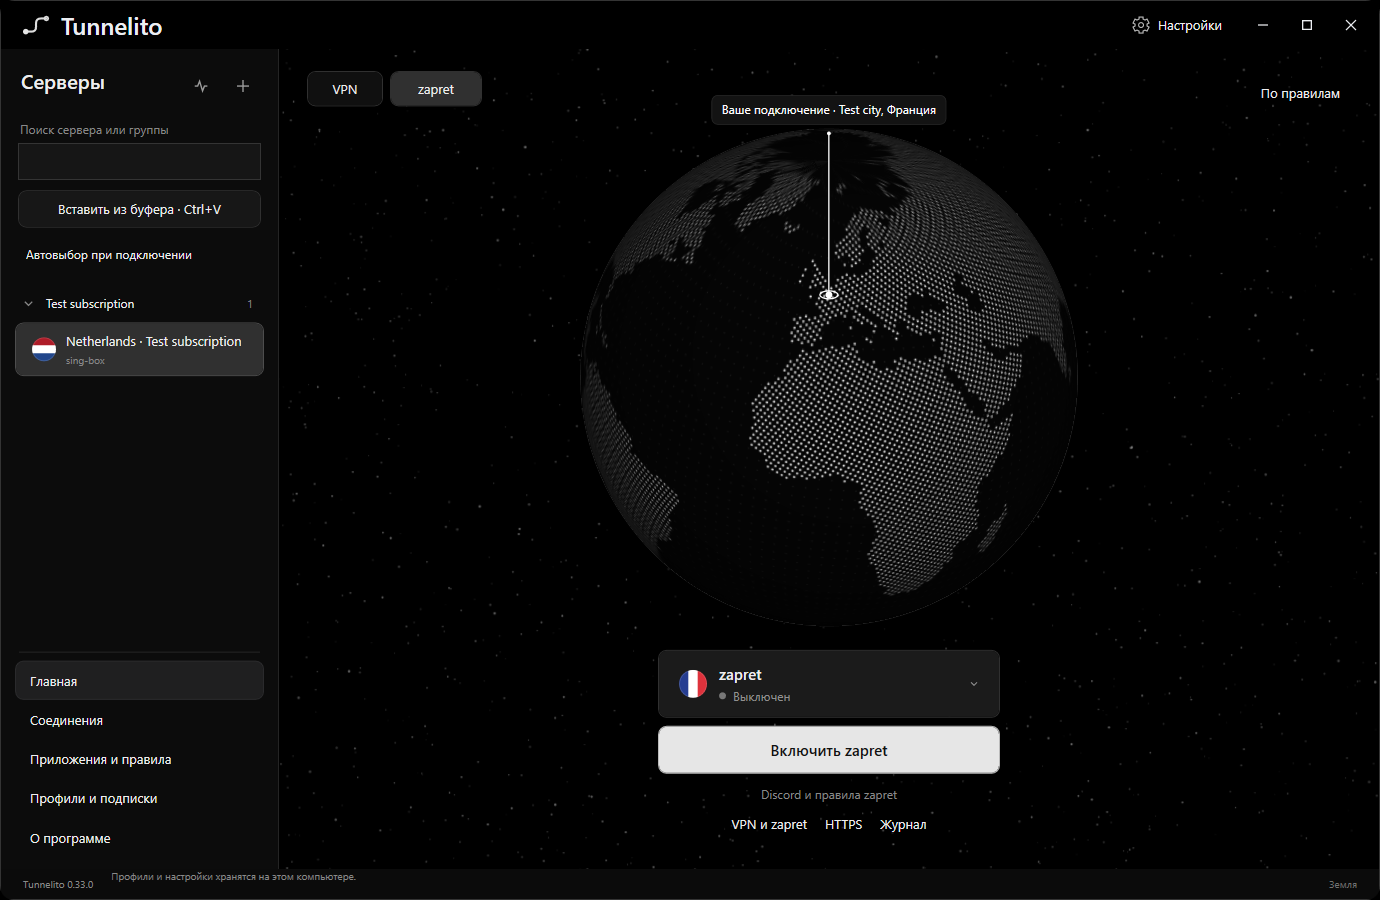 Tunnelito
Настройки
Серверы
Поиск сервера или группы
Вставить из буфера · Ctrl+V
Автовыбор при подключении
Test subscription 1
Netherlands · Test subscription
sing-box
Главная
Соединения
Приложения и правила
Профили и подписки
О программе
VPN zapret
По правилам
Ваше подключение · Test city, Франция
zapret
Выключен
Включить zapret
Discord и правила zapret
VPN и zapret HTTPS Журнал
Tunnelito 0.33.0 Профили и настройки хранятся на этом компьютере.
Земля